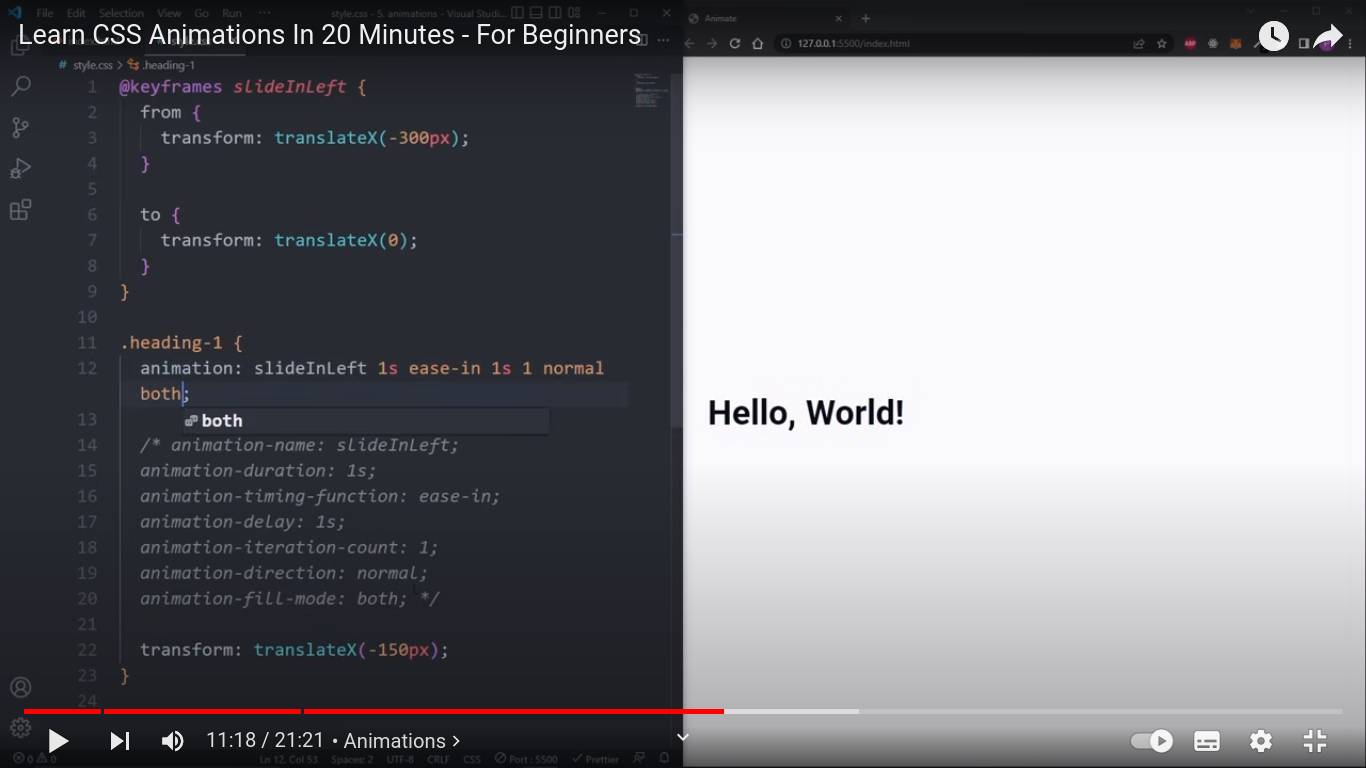 File Edit Selection View Go Run ··· style.css - 5. animations - Visual Studi...
Learn CSS Animations In 20 Minutes - For Beginners
# style.css > .heading-1
1 @keyframes slideInLeft {
2 from {
3 transform: translateX(-300px);
4 }
5
6 to {
7 transform: translateX(0);
8 }
9 }
10
11 .heading-1 {
12 animation: slideInLeft 1s ease-in 1s 1 normal
both;
13 both
14 /* animation-name: slideInLeft;
15 animation-duration: 1s;
16 animation-timing-function: ease-in;
17 animation-delay: 1s;
18 animation-iteration-count: 1;
19 animation-direction: normal;
20 animation-fill-mode: both; */
21
22 transform: translateX(-150px);
23 }
24
Animate
127.0.0.1:5500/index.html
ABP
Hello, World!
11:18 / 21:21 • Animations >
0 0 Ln 12, Col 53 Spaces: 2 UTF-8 CRLF CSS Port : 5500 Prettier